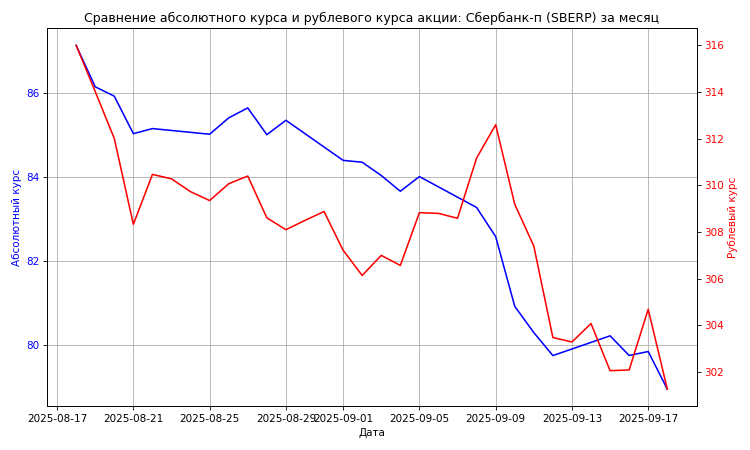 Сравнение абсолютного курса и рублевого курса акции: Сбербанк-п (SBERP) за месяц
Абсолютный курс
86
84
82
80
316
314
312
310
308
306
304
302
Рублевый курс
2025-08-17 2025-08-21 2025-08-25 2025-08-29 2025-09-01 2025-09-05 2025-09-09 2025-09-13 2025-09-17
Дата